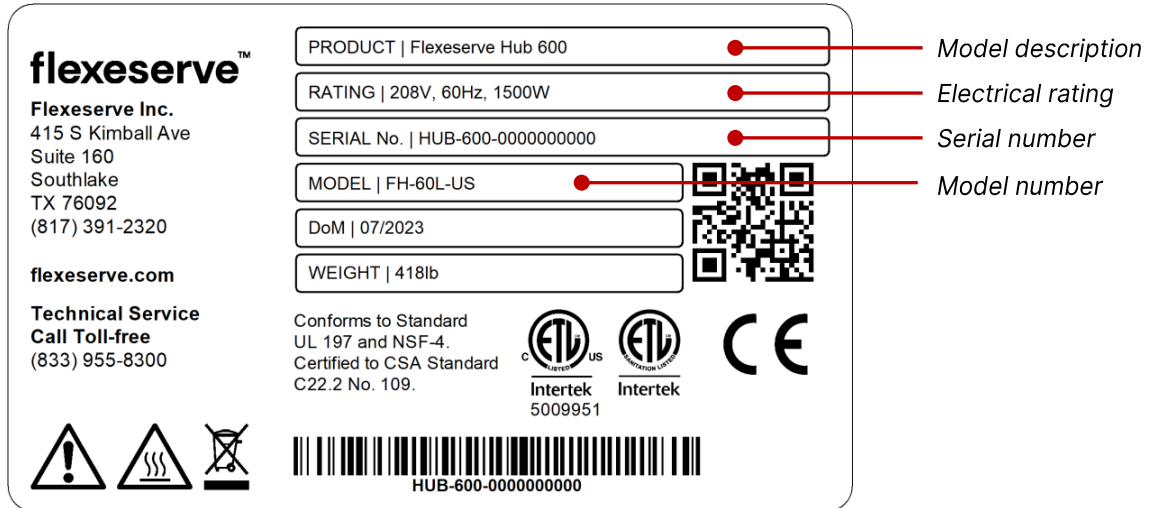 flexeserve™
Flexeserve Inc.
415 S Kimball Ave
Suite 160
Southlake
TX 76092
(817) 391-2320
flexeserve.com
Technical Service
Call Toll-free
(833) 955-8300
PRODUCT | Flexeserve Hub 600
Model description
RATING | 208V, 60Hz, 1500W
Electrical rating
SERIAL No. | HUB-600-0000000000
Serial number
MODEL | FH-60L-US
Model number
DoM | 07/2023
WEIGHT | 418lb
Conforms to Standard
UL 197 and NSF-4.
Certified to CSA Standard
C22.2 No. 109.
ETL
C US
LISTED
Intertek
5009951
ETL
SANITATION LISTED
Intertek
CE
HUB-600-0000000000